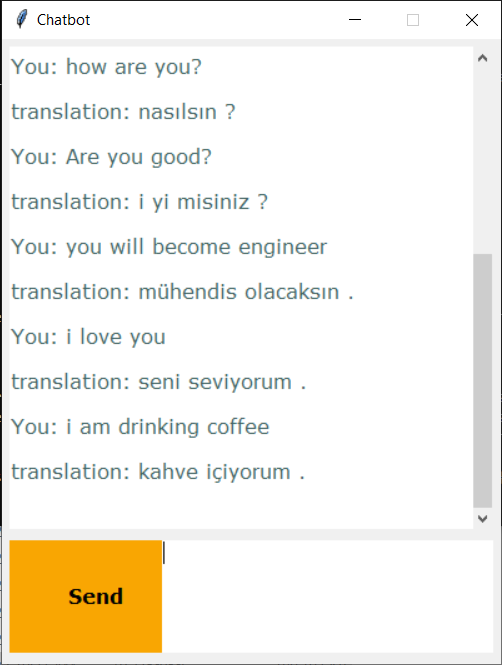 Chatbot
You: how are you?
translation: nasılsın ?
You: Are you good?
translation: i yi misiniz ?
You: you will become engineer
translation: mühendis olacaksın .
You: i love you
translation: seni seviyorum .
You: i am drinking coffee
translation: kahve içiyorum .
Send